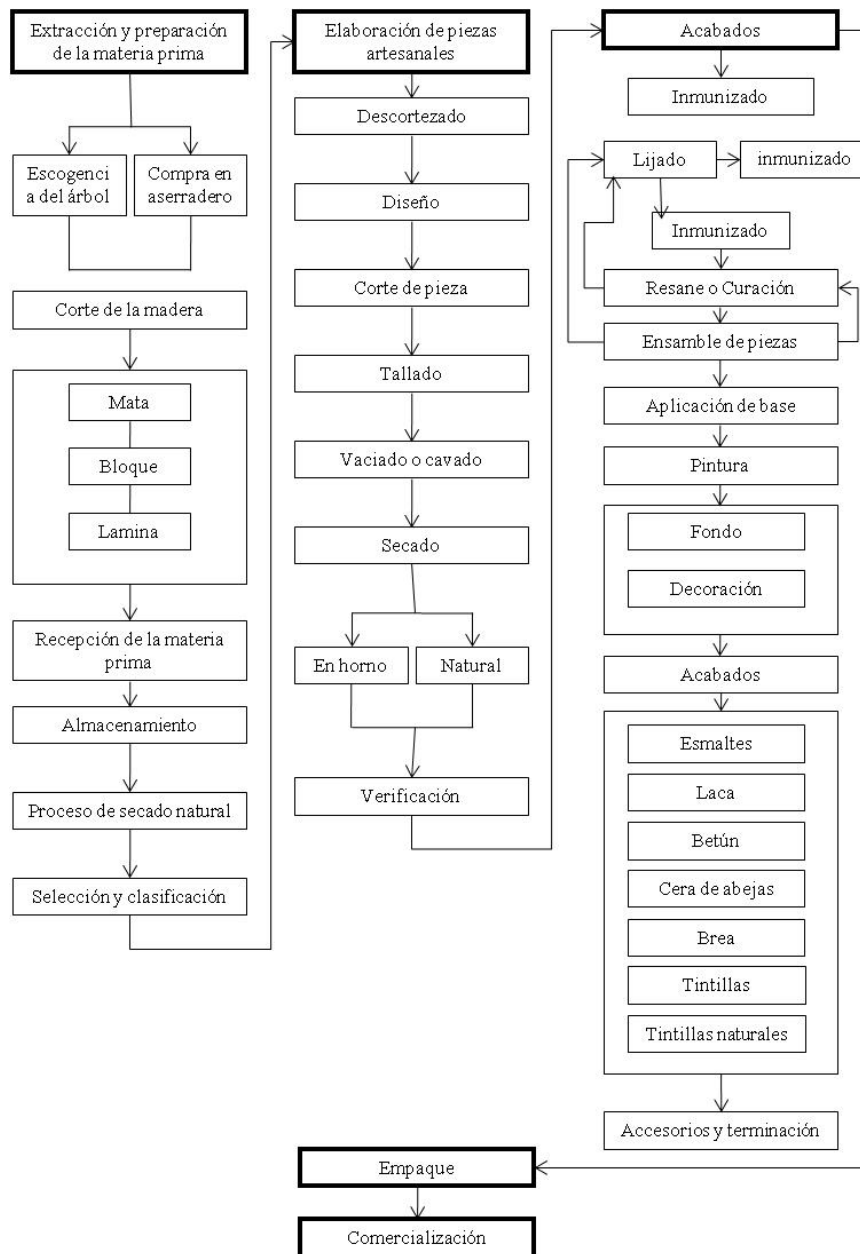 Extracción y preparación
de la materia prima
Escogenci
a del árbol
Compra en
aserradero
Corte de la madera
Mata
Bloque
Lamina
Recepción de la materia
prima
Almacenamiento
Proceso de secado natural
Selección y clasificación
Elaboración de piezas
artesanales
Descortezado
Diseño
Corte de pieza
Tallado
Vaciado o cavado
Secado
En horno
Natural
Verificación
Acabados
Inmunizado
Lijado
inmunizado
Inmunizado
Resane o Curación
Ensamble de piezas
Aplicación de base
Pintura
Fondo
Decoración
Acabados
Esmaltes
Laca
Betún
Cera de abejas
Brea
Tintillas
Tintillas naturales
Accesorios y terminación
Empaque
Comercialización